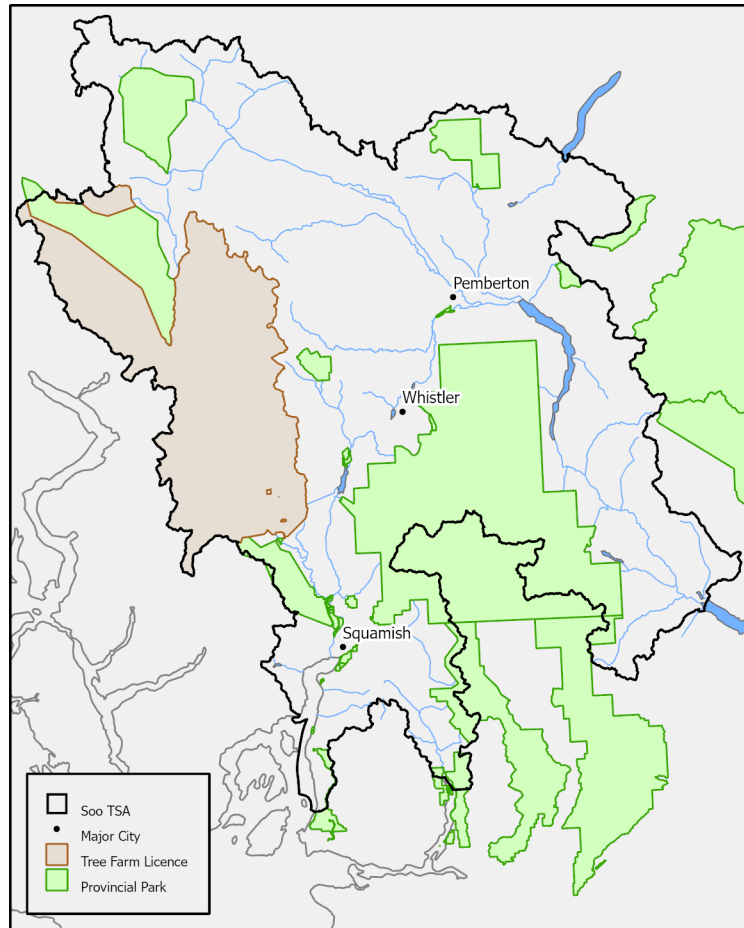 Pemberton
Whistler
Squamish
Soo TSA
Major City
Tree Farm Licence
Provincial Park